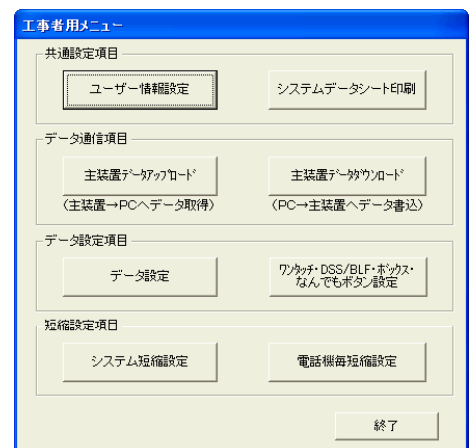 工事者用メニュー
共通設定項目
ユーザー情報設定
システムデータシート印刷
データ通信項目
主装置ﾃﾞｰﾀｱｯﾌﾟﾛｰﾄﾞ
主装置ﾃﾞｰﾀﾀﾞｳﾝﾛｰﾄﾞ
(主装置→PCへデータ取得)
(PC→主装置へデータ書込)
データ設定項目
データ設定
ﾜﾝﾀｯﾁ・DSS/BLF・ﾎﾞｯｸｽ・
なんでもボタン設定
短縮設定項目
システム短縮設定
電話機毎短縮設定
終了